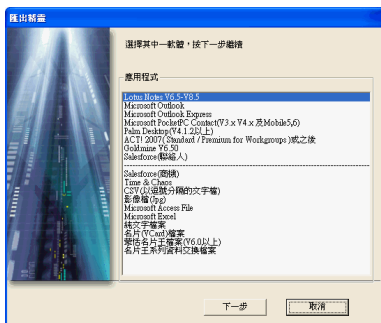 匯出精靈
選擇其中一軟體，按下一步繼續
應用程式
Lotus Notes V6.5-V8.5
Microsoft Outlook
Microsoft Outlook Express
Microsoft PocketPC Contact(V3.x V4.x 及Mobile5,6)
Palm Desktop(V4.1.2以上)
ACT! 2007( Standard / Premium for Workgroups )或之後
Goldmine V6.50
Salesforce(聯絡人)
Salesforce(商機)
Time & Chaos
CSV(以逗號分隔的文字檔)
影像檔(Jpg)
Microsoft Access File
Microsoft Excel
純文字檔案
名片(VCard)檔案
蒙恬名片王檔案(V6.0以上)
名片王系列資料交換檔案
下一步
取消